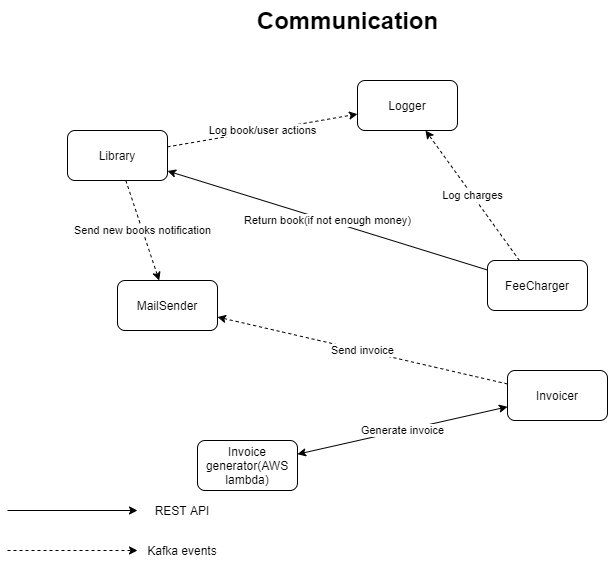 Communication
Logger
Log book/user actions
Library
Log charges
Return book(if not enough money)
Send new books notification
FeeCharger
MailSender
Send invoice
Invoicer
Generate invoice
Invoice
generator(AWS
lambda)
REST API
Kafka events